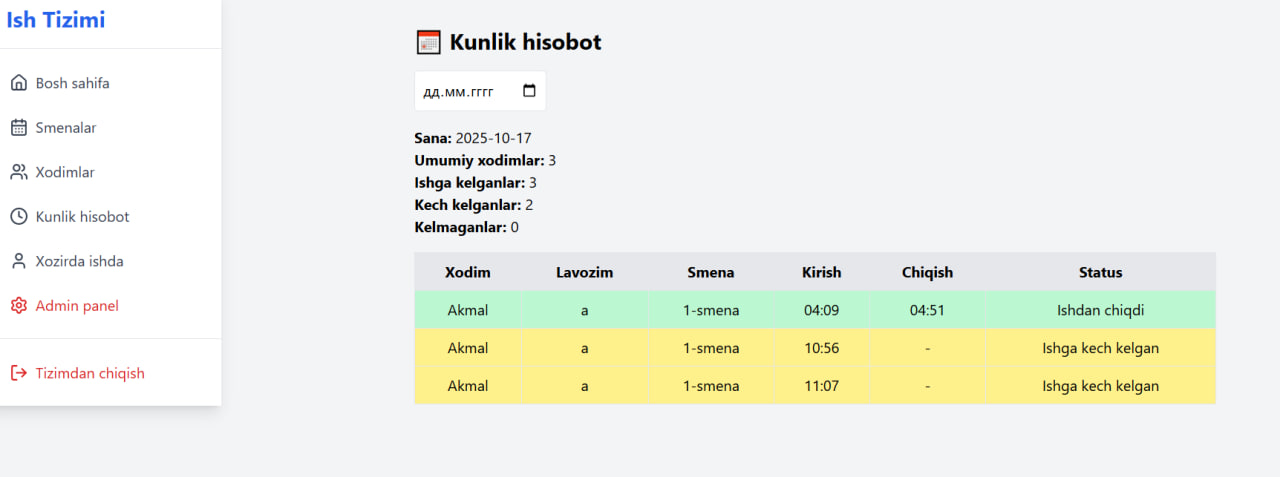 Ish Tizimi
Bosh sahifa
Smenalar
Xodimlar
Kunlik hisobot
Xozirda ishda
Admin panel
Tizimdan chiqish
Kunlik hisobot
дд.мм.гггг
Sana: 2025-10-17
Umumiy xodimlar: 3
Ishga kelganlar: 3
Kech kelganlar: 2
Kelmaganlar: 0
Xodim Lavozim Smena Kirish Chiqish Status
Akmal a 1-smena 04:09 04:51 Ishdan chiqdi
Akmal a 1-smena 10:56 - Ishga kech kelgan
Akmal a 1-smena 11:07 - Ishga kech kelgan